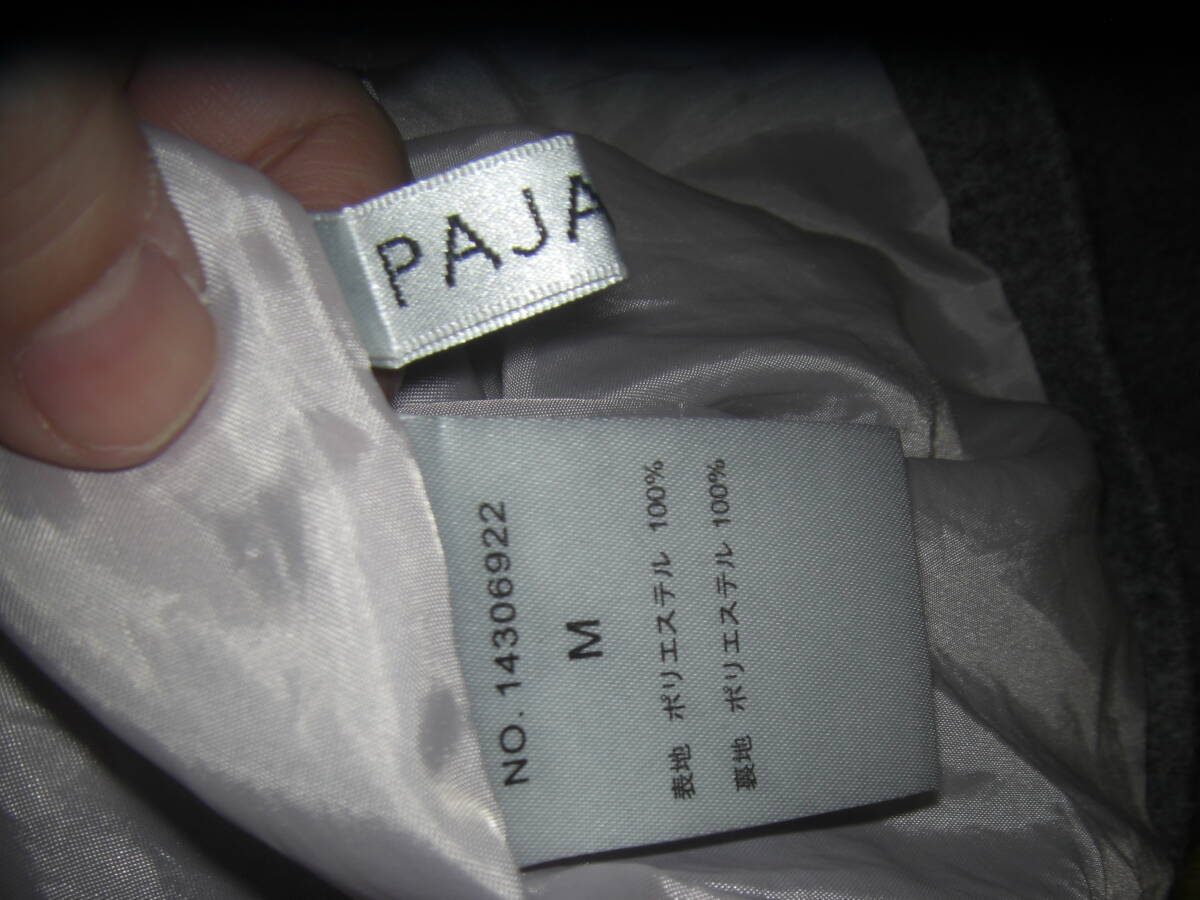 PAJA
NO. 14306922
M
表地 ポリエステル 100%
裏地 ポリエステル 100%